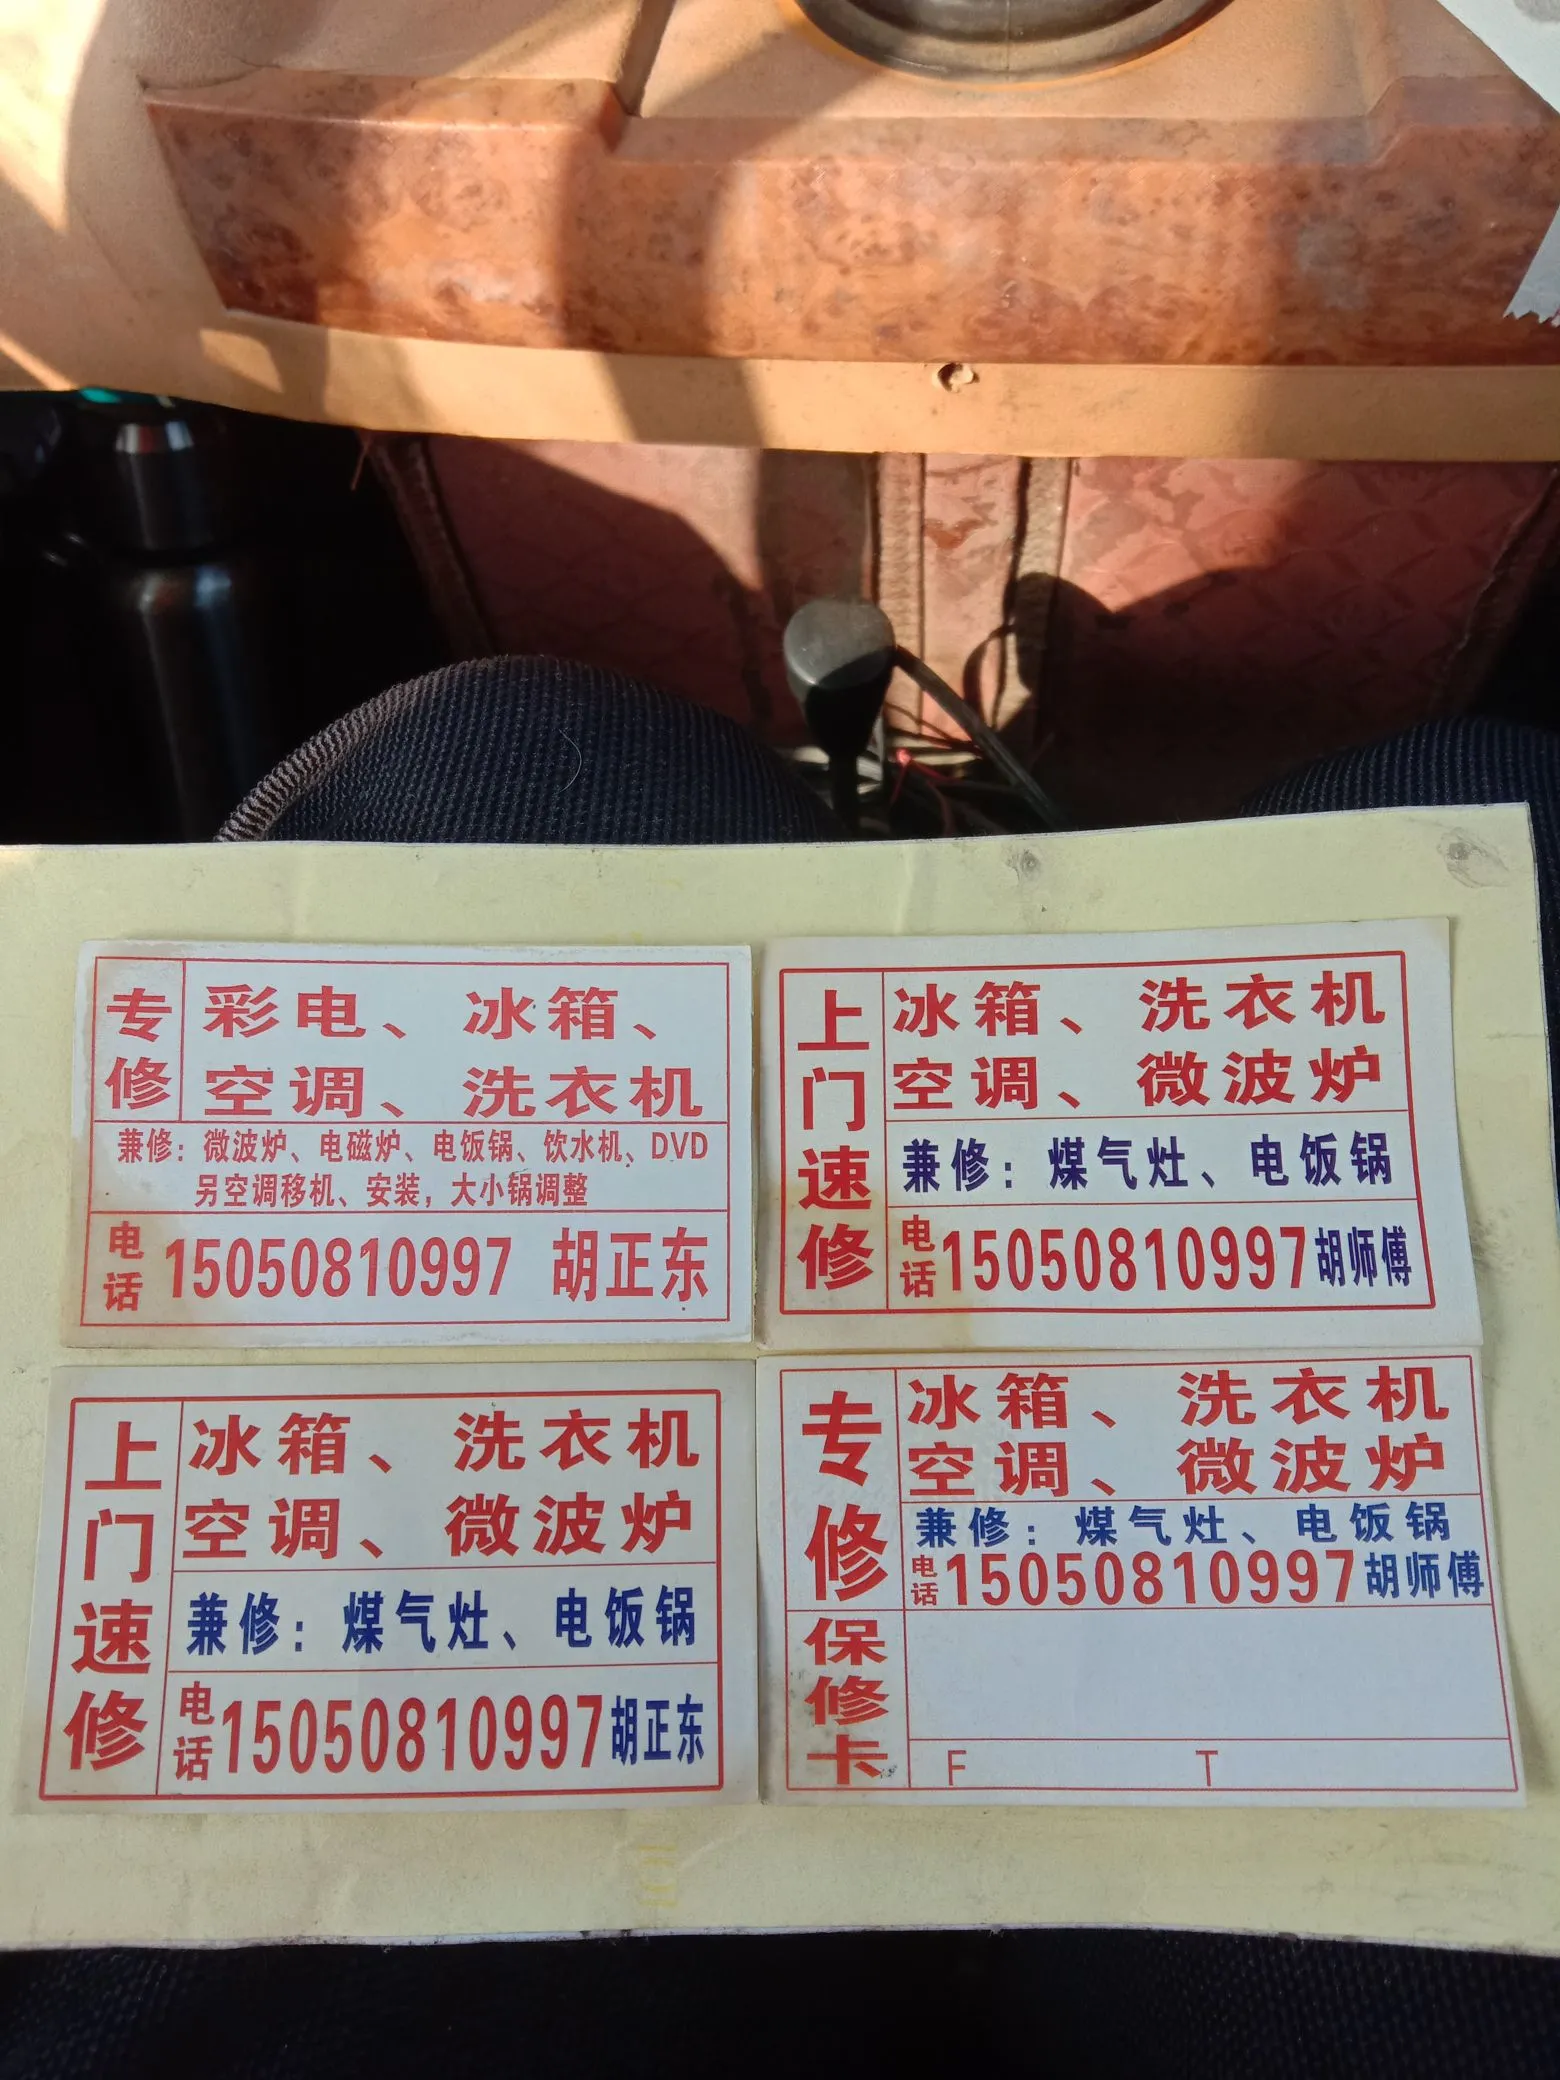 专修
彩电、冰箱、
空调、洗衣机
兼修：微波炉、电磁炉、电饭锅、饮水机、DVD
另空调移机、安装，大小锅调整
电话 15050810997 胡正东
上门速修
冰箱、洗衣机
空调、微波炉
兼修：煤气灶、电饭锅
电话 15050810997 胡师傅
上门速修
冰箱、洗衣机
空调、微波炉
兼修：煤气灶、电饭锅
电话 15050810997 胡正东
专修
冰箱、洗衣机
空调、微波炉
兼修：煤气灶、电饭锅
电话 15050810997 胡师傅
保修卡
F T